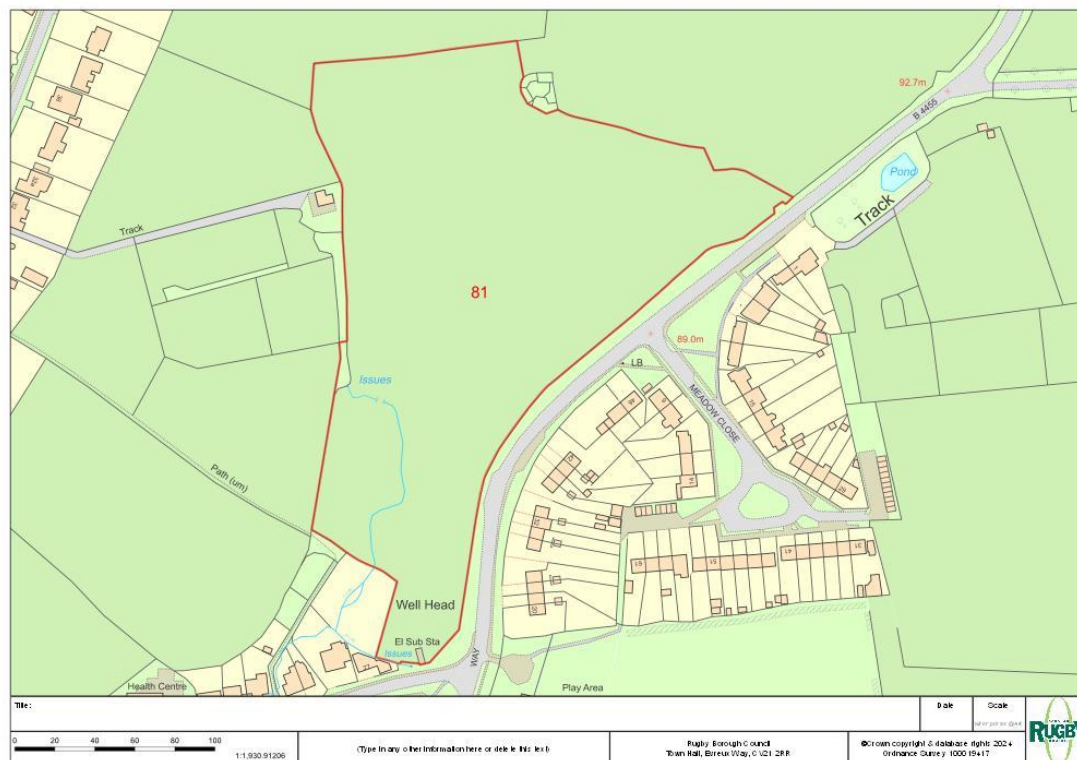 92.7m
B 4455
Pond
Track
Track
81
89.0m
LB
Issues
MEADOW CLOSE
Path (um)
Well Head
El Sub Sta
Issues
WAY
Health Centre
Play Area
Title:
Date
Scale
0 20 40 60 80 100
1:1,930.91206
(Type in any other information here or delete this text)
Rugby Borough Council
Town Hall, Evreux Way, CV21 2RR
©Crown copyright & database rights 2024
Ordnance Survey 100019417
RUGBY